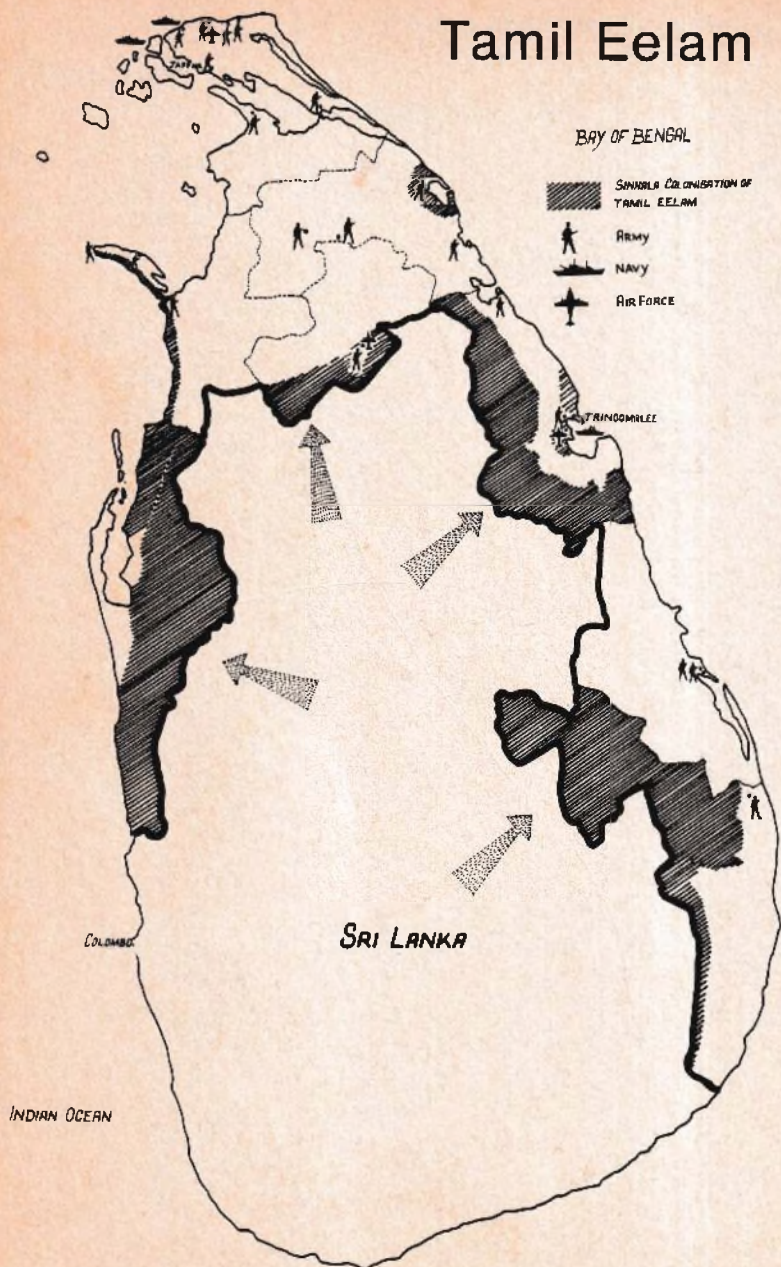 Tamil Eelam
BAY OF BENGAL
SINHALA COLONISATION OF
TAMIL EELAM
ARMY
NAVY
AIR FORCE
JAFFNA
TRINCOMALEE
COLOMBO
SRI LANKA
INDIAN OCEAN